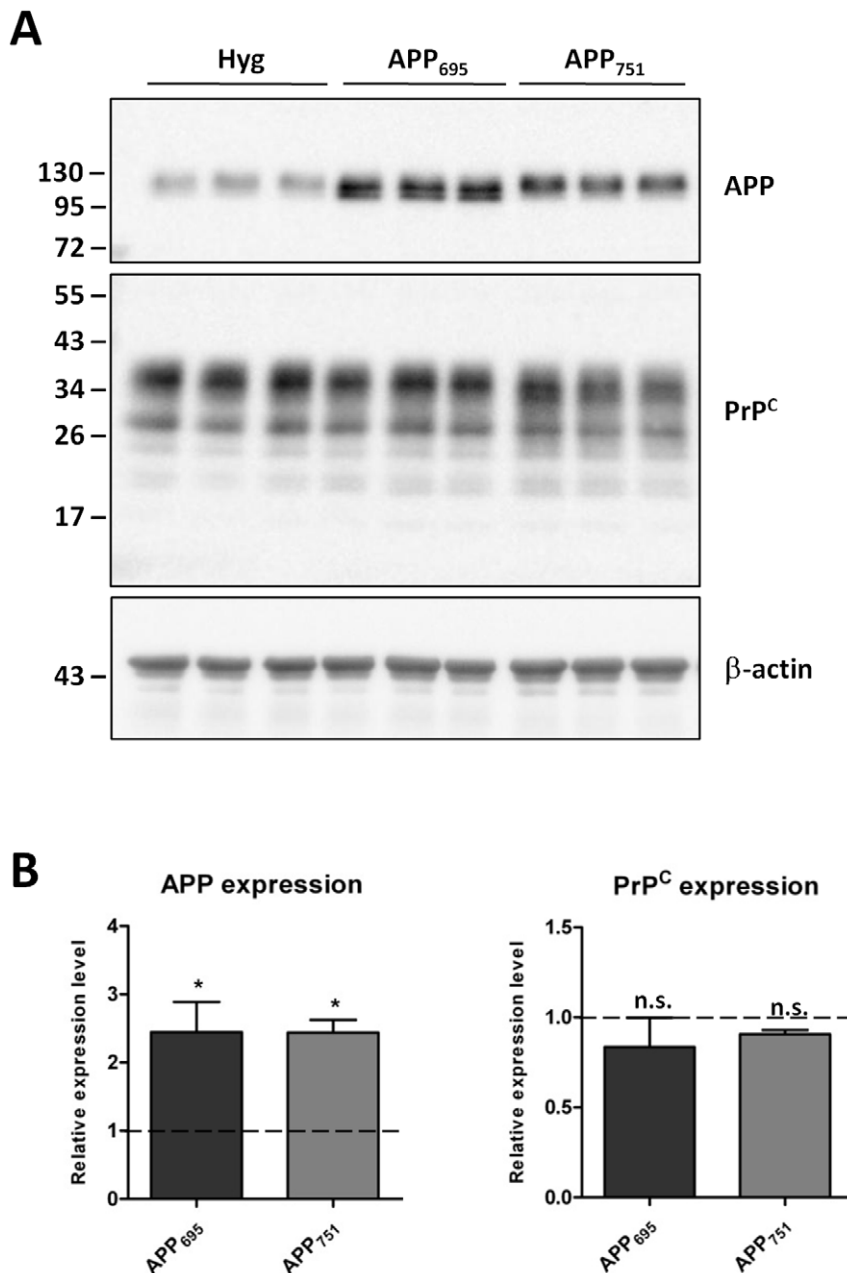 A
Hyg APP₆₉₅ APP₇₅₁
130
95
72
APP
55
43
34
26
17
PrPᶜ
43
β-actin
B
APP expression
Relative expression level
4
3
2
1
0
*
*
APP₆₉₅
APP₇₅₁
PrPᶜ expression
Relative expression level
1.5
1.0
0.5
0.0
n.s.
n.s.
APP₆₉₅
APP₇₅₁